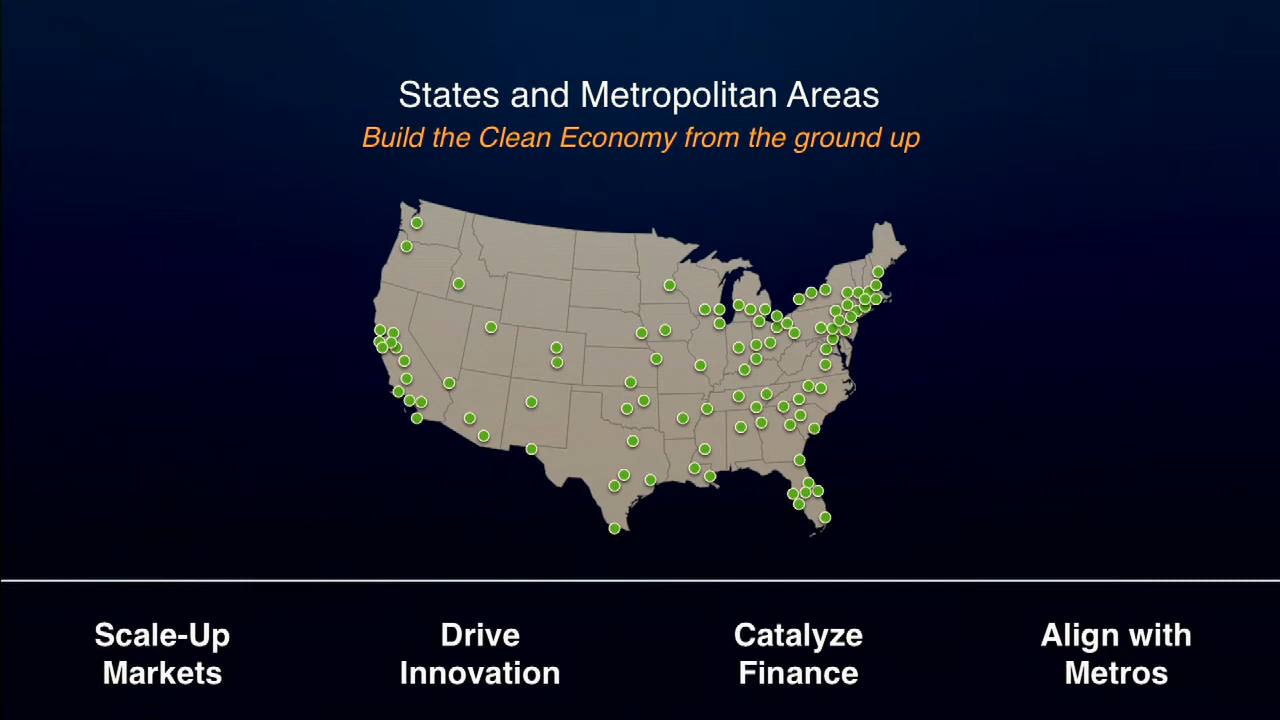 States and Metropolitan Areas
Build the Clean Economy from the ground up
Scale-Up
Markets
Drive
Innovation
Catalyze
Finance
Align with
Metros